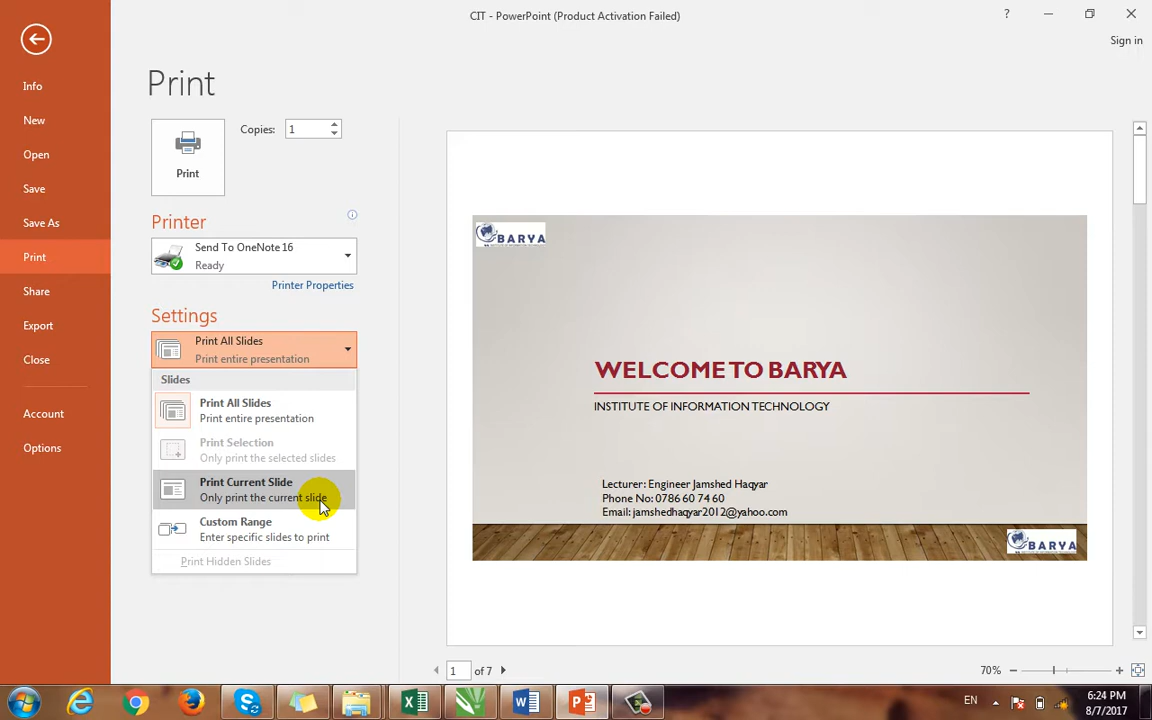 CIT - PowerPoint (Product Activation Failed)
?
Sign in
Info
New
Open
Save
Save As
Print
Share
Export
Close
Account
Options
Print
Print
Copies: 1
Printer
Send To OneNote 16
Ready
Printer Properties
Settings
Print All Slides
Print entire presentation
Slides
Print All Slides
Print entire presentation
Print Selection
Only print the selected slides
Print Current Slide
Only print the current slide
Custom Range
Enter specific slides to print
Print Hidden Slides
BARYA
WELCOME TO BARYA
INSTITUTE OF INFORMATION TECHNOLOGY
Lecturer: Engineer Jamshed Haqyar
Phone No: 0786 60 74 60
Email: jamshedhaqyar2012@yahoo.com
BARYA
1 of 7
70%
EN
6:24 PM
8/7/2017